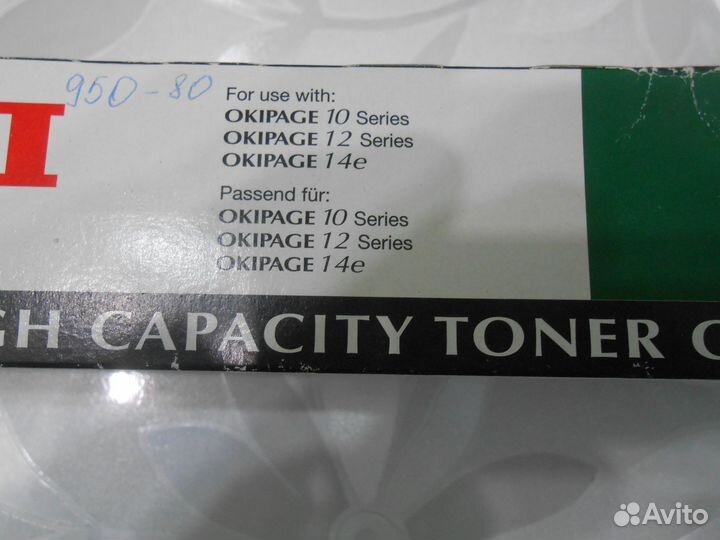 950-80
For use with:
OKIPAGE 10 Series
OKIPAGE 12 Series
OKIPAGE 14e
Passend für:
OKIPAGE 10 Series
OKIPAGE 12 Series
OKIPAGE 14e
GH CAPACITY TONER C
Avito